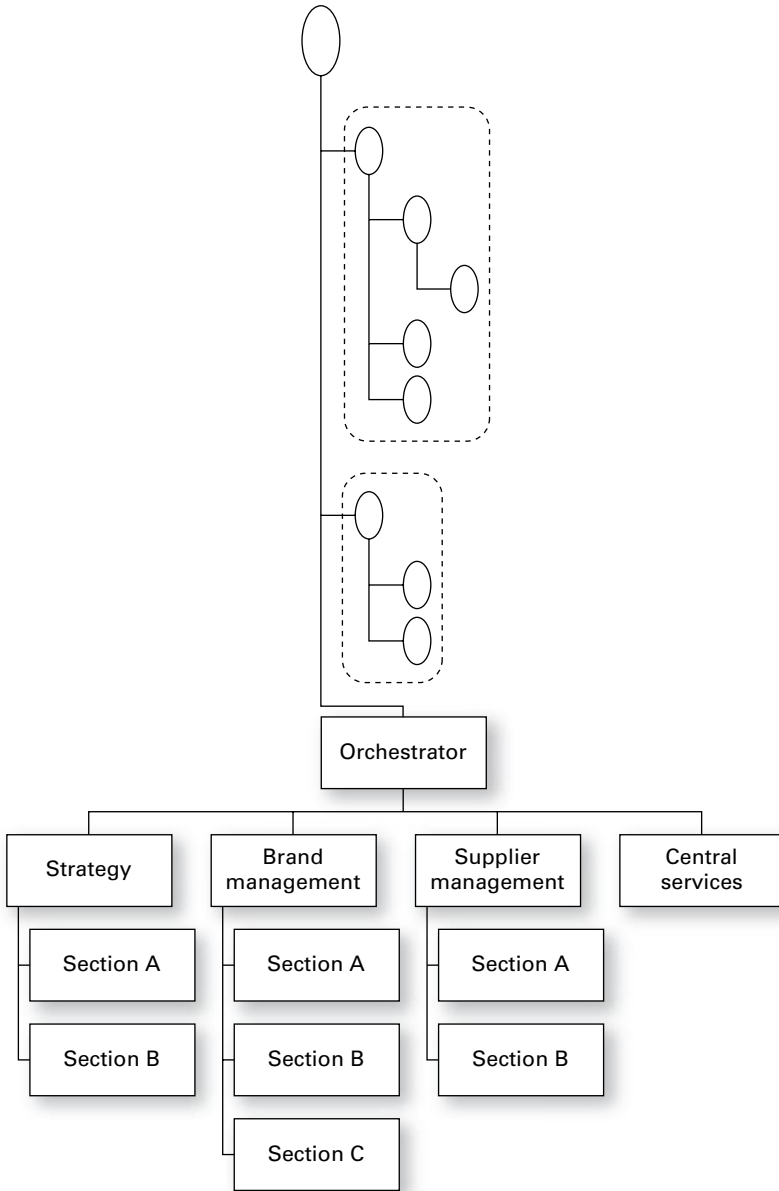 Orchestrator
Strategy
Brand
management
Supplier
management
Central
services
Section A
Section A
Section A
Section B
Section B
Section B
Section C